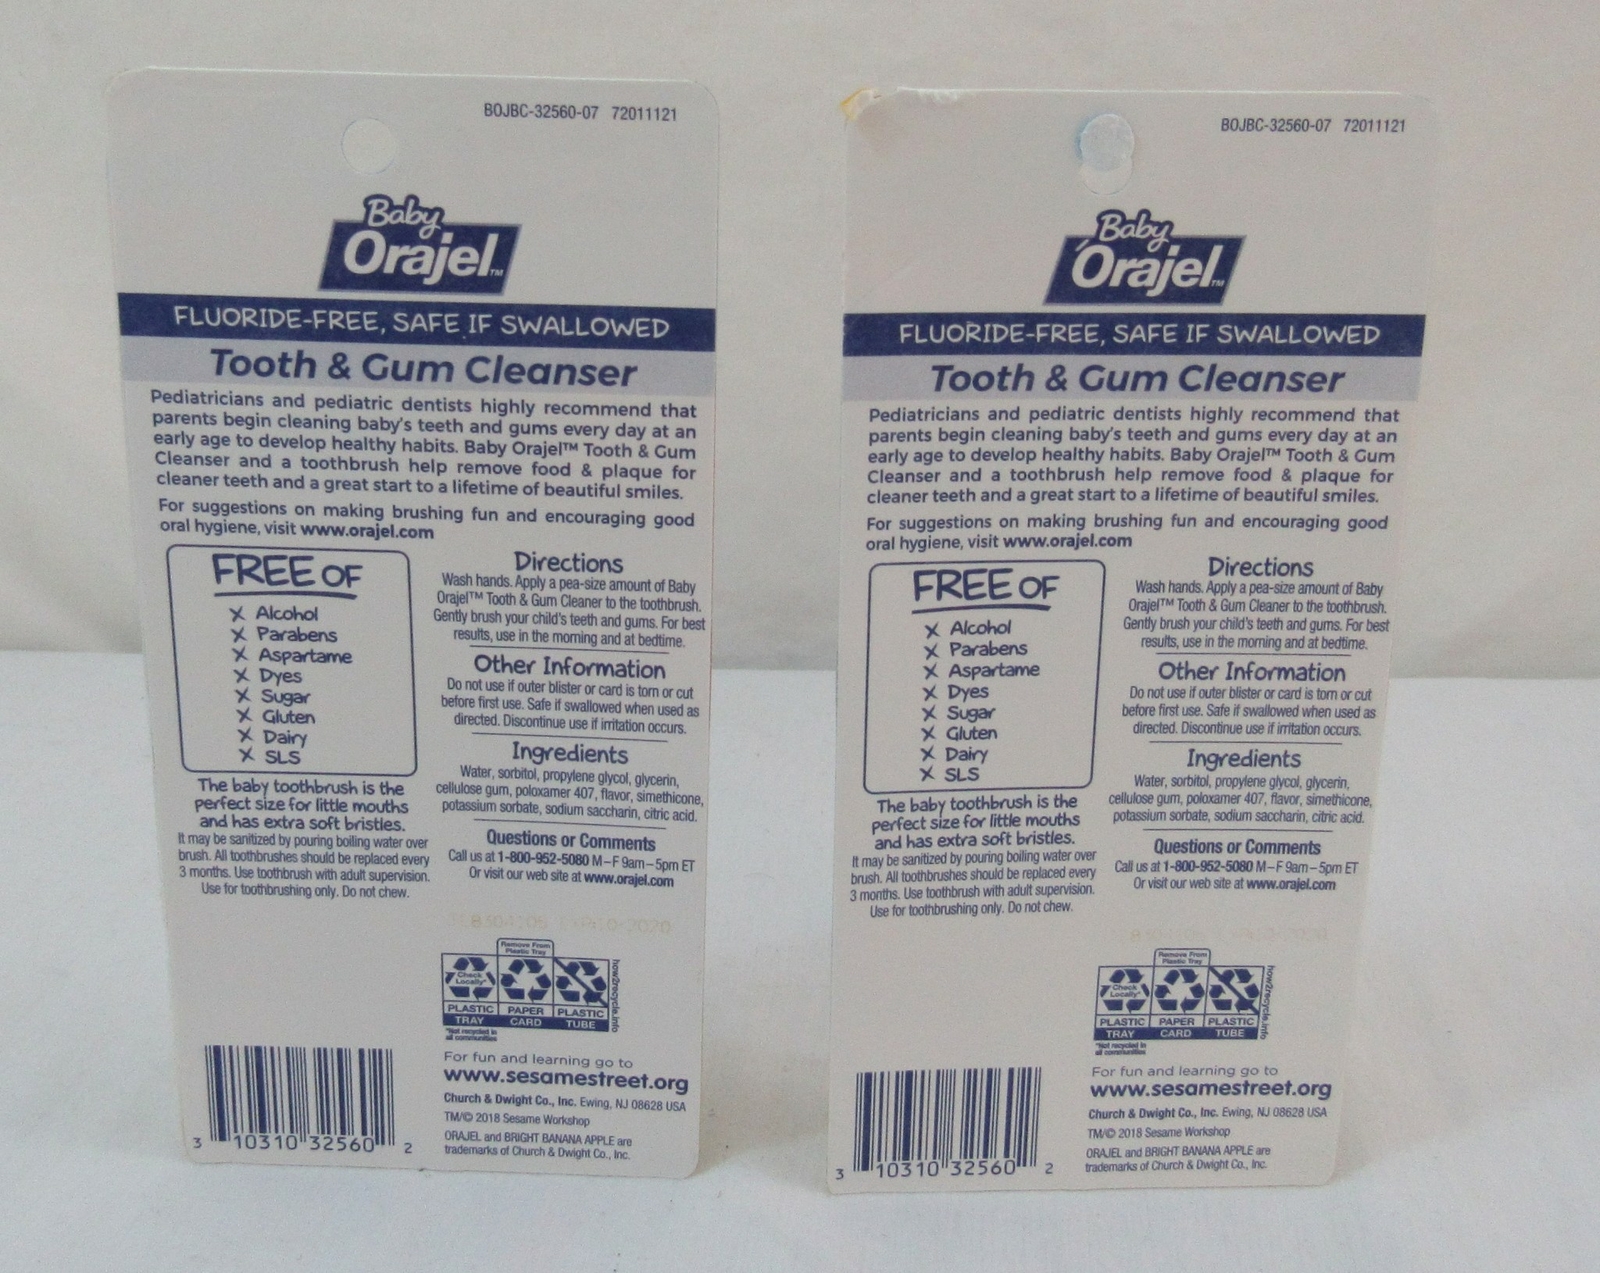 BOJBC-32560-07 72011121
Baby
Orajel™
FLUORIDE-FREE, SAFE IF SWALLOWED
Tooth & Gum Cleanser
Pediatricians and pediatric dentists highly recommend that
parents begin cleaning baby's teeth and gums every day at an
early age to develop healthy habits. Baby Orajel™ Tooth & Gum
Cleanser and a toothbrush help remove food & plaque for
cleaner teeth and a great start to a lifetime of beautiful smiles.
For suggestions on making brushing fun and encouraging good
oral hygiene, visit www.orajel.com
FREE OF
X Alcohol
X Parabens
X Aspartame
X Dyes
X Sugar
X Gluten
X Dairy
X SLS
The baby toothbrush is the
perfect size for little mouths
and has extra soft bristles.
It may be sanitized by pouring boiling water over
brush. All toothbrushes should be replaced every
3 months. Use toothbrush with adult supervision.
Use for toothbrushing only. Do not chew.
Directions
Wash hands. Apply a pea-size amount of Baby
Orajel™ Tooth & Gum Cleaner to the toothbrush.
Gently brush your child's teeth and gums. For best
results, use in the morning and at bedtime.
Other Information
Do not use if outer blister or card is torn or cut
before first use. Safe if swallowed when used as
directed. Discontinue use if irritation occurs.
Ingredients
Water, sorbitol, propylene glycol, glycerin,
cellulose gum, poloxamer 407, flavor, simethicone,
potassium sorbate, sodium saccharin, citric acid.
Questions or Comments
Call us at 1-800-952-5080 M–F 9am–5pm ET
Or visit our web site at www.orajel.com
Remove From
Plastic Tray
Check
Locally*
PLASTIC PAPER PLASTIC
TRAY CARD TUBE
*Not recycled in
all communities
how2recycle.info
For fun and learning go to
www.sesamestreet.org
Church & Dwight Co., Inc. Ewing, NJ 08628 USA
TM/© 2018 Sesame Workshop
ORAJEL and BRIGHT BANANA APPLE are
trademarks of Church & Dwight Co., Inc.
3 10310 32560 2
BOJBC-32560-07 72011121
Baby
Orajel™
FLUORIDE-FREE, SAFE IF SWALLOWED
Tooth & Gum Cleanser
Pediatricians and pediatric dentists highly recommend that
parents begin cleaning baby's teeth and gums every day at an
early age to develop healthy habits. Baby Orajel™ Tooth & Gum
Cleanser and a toothbrush help remove food & plaque for
cleaner teeth and a great start to a lifetime of beautiful smiles.
For suggestions on making brushing fun and encouraging good
oral hygiene, visit www.orajel.com
FREE OF
X Alcohol
X Parabens
X Aspartame
X Dyes
X Sugar
X Gluten
X Dairy
X SLS
The baby toothbrush is the
perfect size for little mouths
and has extra soft bristles.
It may be sanitized by pouring boiling water over
brush. All toothbrushes should be replaced every
3 months. Use toothbrush with adult supervision.
Use for toothbrushing only. Do not chew.
Directions
Wash hands. Apply a pea-size amount of Baby
Orajel™ Tooth & Gum Cleaner to the toothbrush.
Gently brush your child's teeth and gums. For best
results, use in the morning and at bedtime.
Other Information
Do not use if outer blister or card is torn or cut
before first use. Safe if swallowed when used as
directed. Discontinue use if irritation occurs.
Ingredients
Water, sorbitol, propylene glycol, glycerin,
cellulose gum, poloxamer 407, flavor, simethicone,
potassium sorbate, sodium saccharin, citric acid.
Questions or Comments
Call us at 1-800-952-5080 M–F 9am–5pm ET
Or visit our web site at www.orajel.com
Remove From
Plastic Tray
Check
Locally*
PLASTIC PAPER PLASTIC
TRAY CARD TUBE
*Not recycled in
all communities
how2recycle.info
For fun and learning go to
www.sesamestreet.org
Church & Dwight Co., Inc. Ewing, NJ 08628 USA
TM/© 2018 Sesame Workshop
ORAJEL and BRIGHT BANANA APPLE are
trademarks of Church & Dwight Co., Inc.
3 10310 32560 2